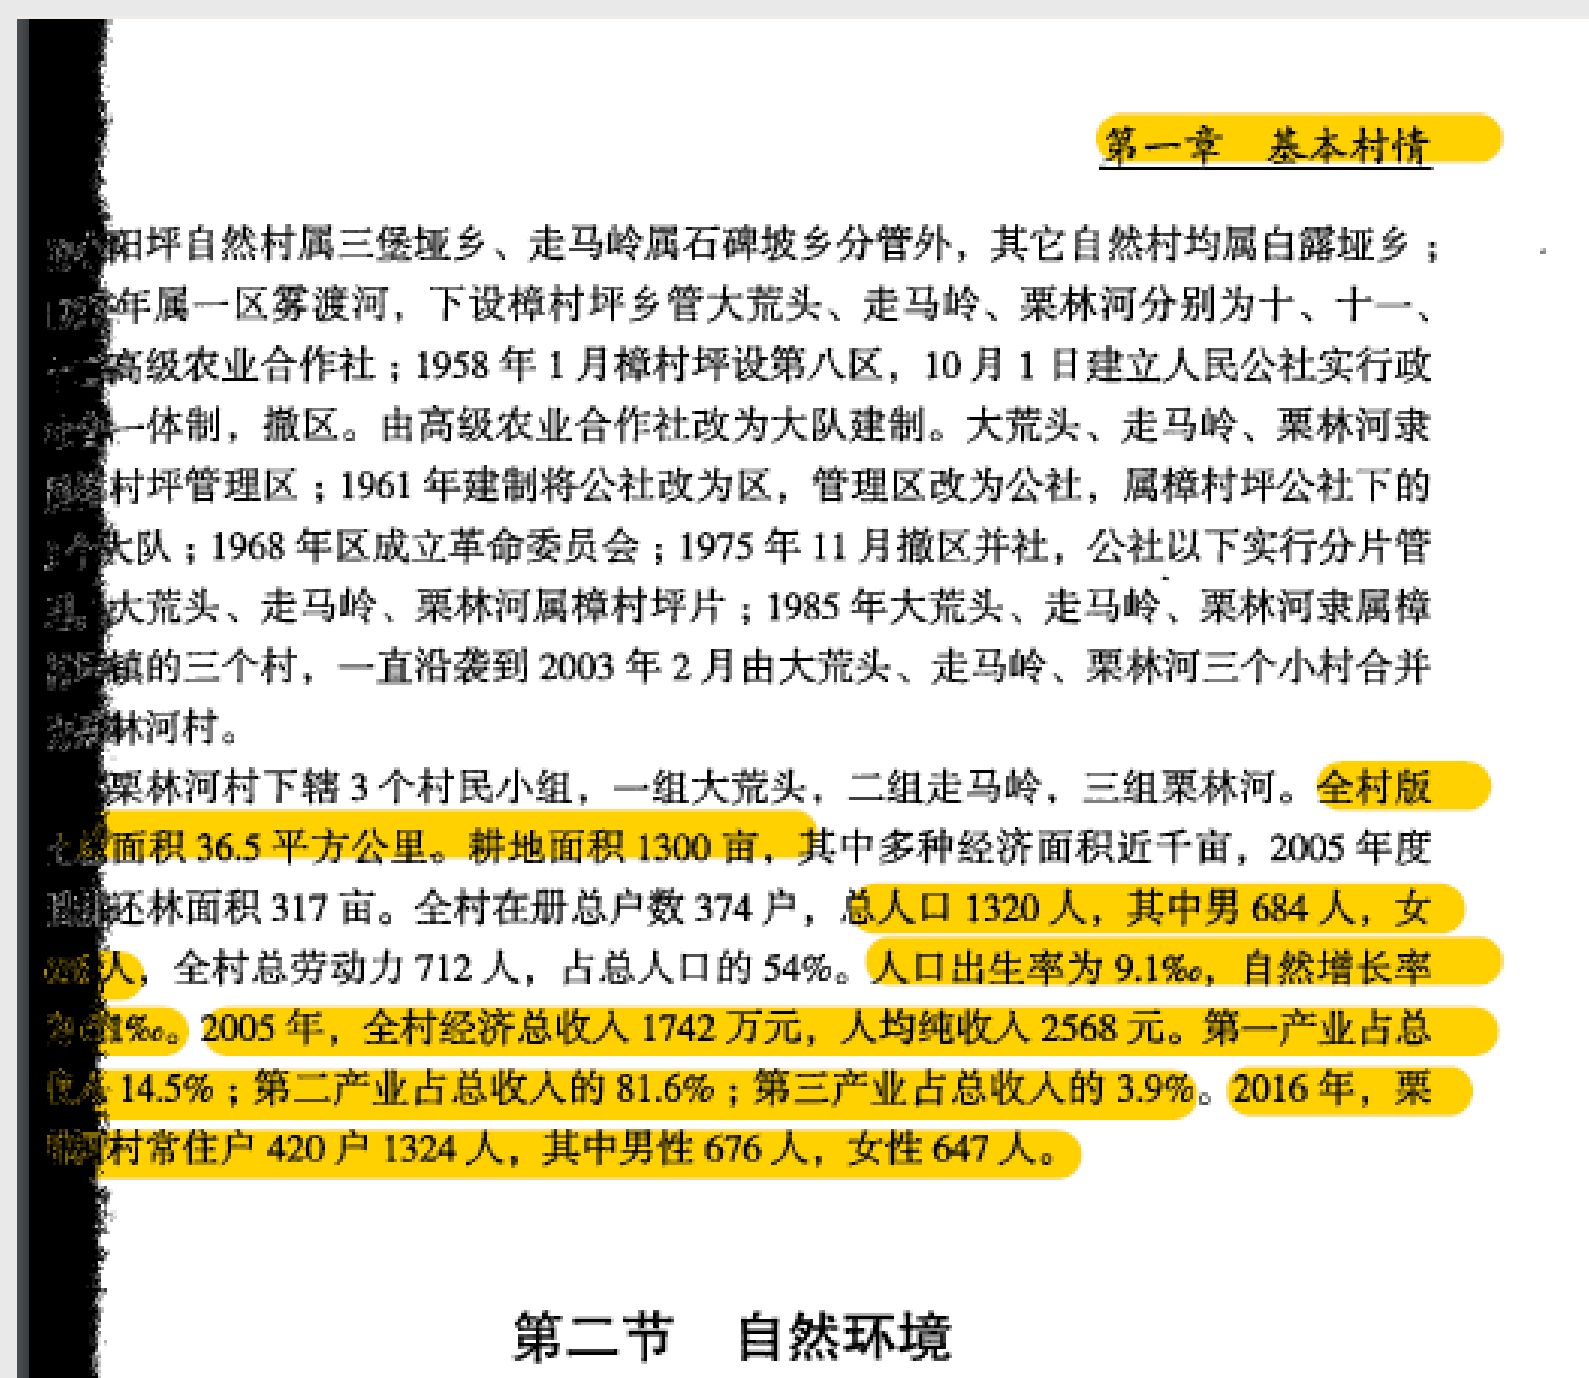 第一章 基本村情
阳坪自然村属三堡垭乡、走马岭属石碑坡乡分管外，其它自然村均属白露垭乡；
年属一区雾渡河，下设樟村坪乡管大荒头、走马岭、栗林河分别为十、十一、
高级农业合作社；1958 年 1 月樟村坪设第八区，10 月 1 日建立人民公社实行政
一体制，撤区。由高级农业合作社改为大队建制。大荒头、走马岭、栗林河隶
村坪管理区；1961 年建制将公社改为区，管理区改为公社，属樟村坪公社下的
个大队；1968 年区成立革命委员会；1975 年 11 月撤区并社，公社以下实行分片管
大荒头、走马岭、栗林河属樟村坪片；1985 年大荒头、走马岭、栗林河隶属樟
镇的三个村，一直沿袭到 2003 年 2 月由大荒头、走马岭、栗林河三个小村合并
林河村。
栗林河村下辖 3 个村民小组，一组大荒头，二组走马岭，三组栗林河。全村版
面积 36.5 平方公里。耕地面积 1300 亩，其中多种经济面积近千亩，2005 年度
还林面积 317 亩。全村在册总户数 374 户，总人口 1320 人，其中男 684 人，女
人，全村总劳动力 712 人，占总人口的 54%。人口出生率为 9.1‰，自然增长率
1‰。2005 年，全村经济总收入 1742 万元，人均纯收入 2568 元。第一产业占总
14.5%；第二产业占总收入的 81.6%；第三产业占总收入的 3.9%。2016 年，栗
村常住户 420 户 1324 人，其中男性 676 人，女性 647 人。
第二节 自然环境